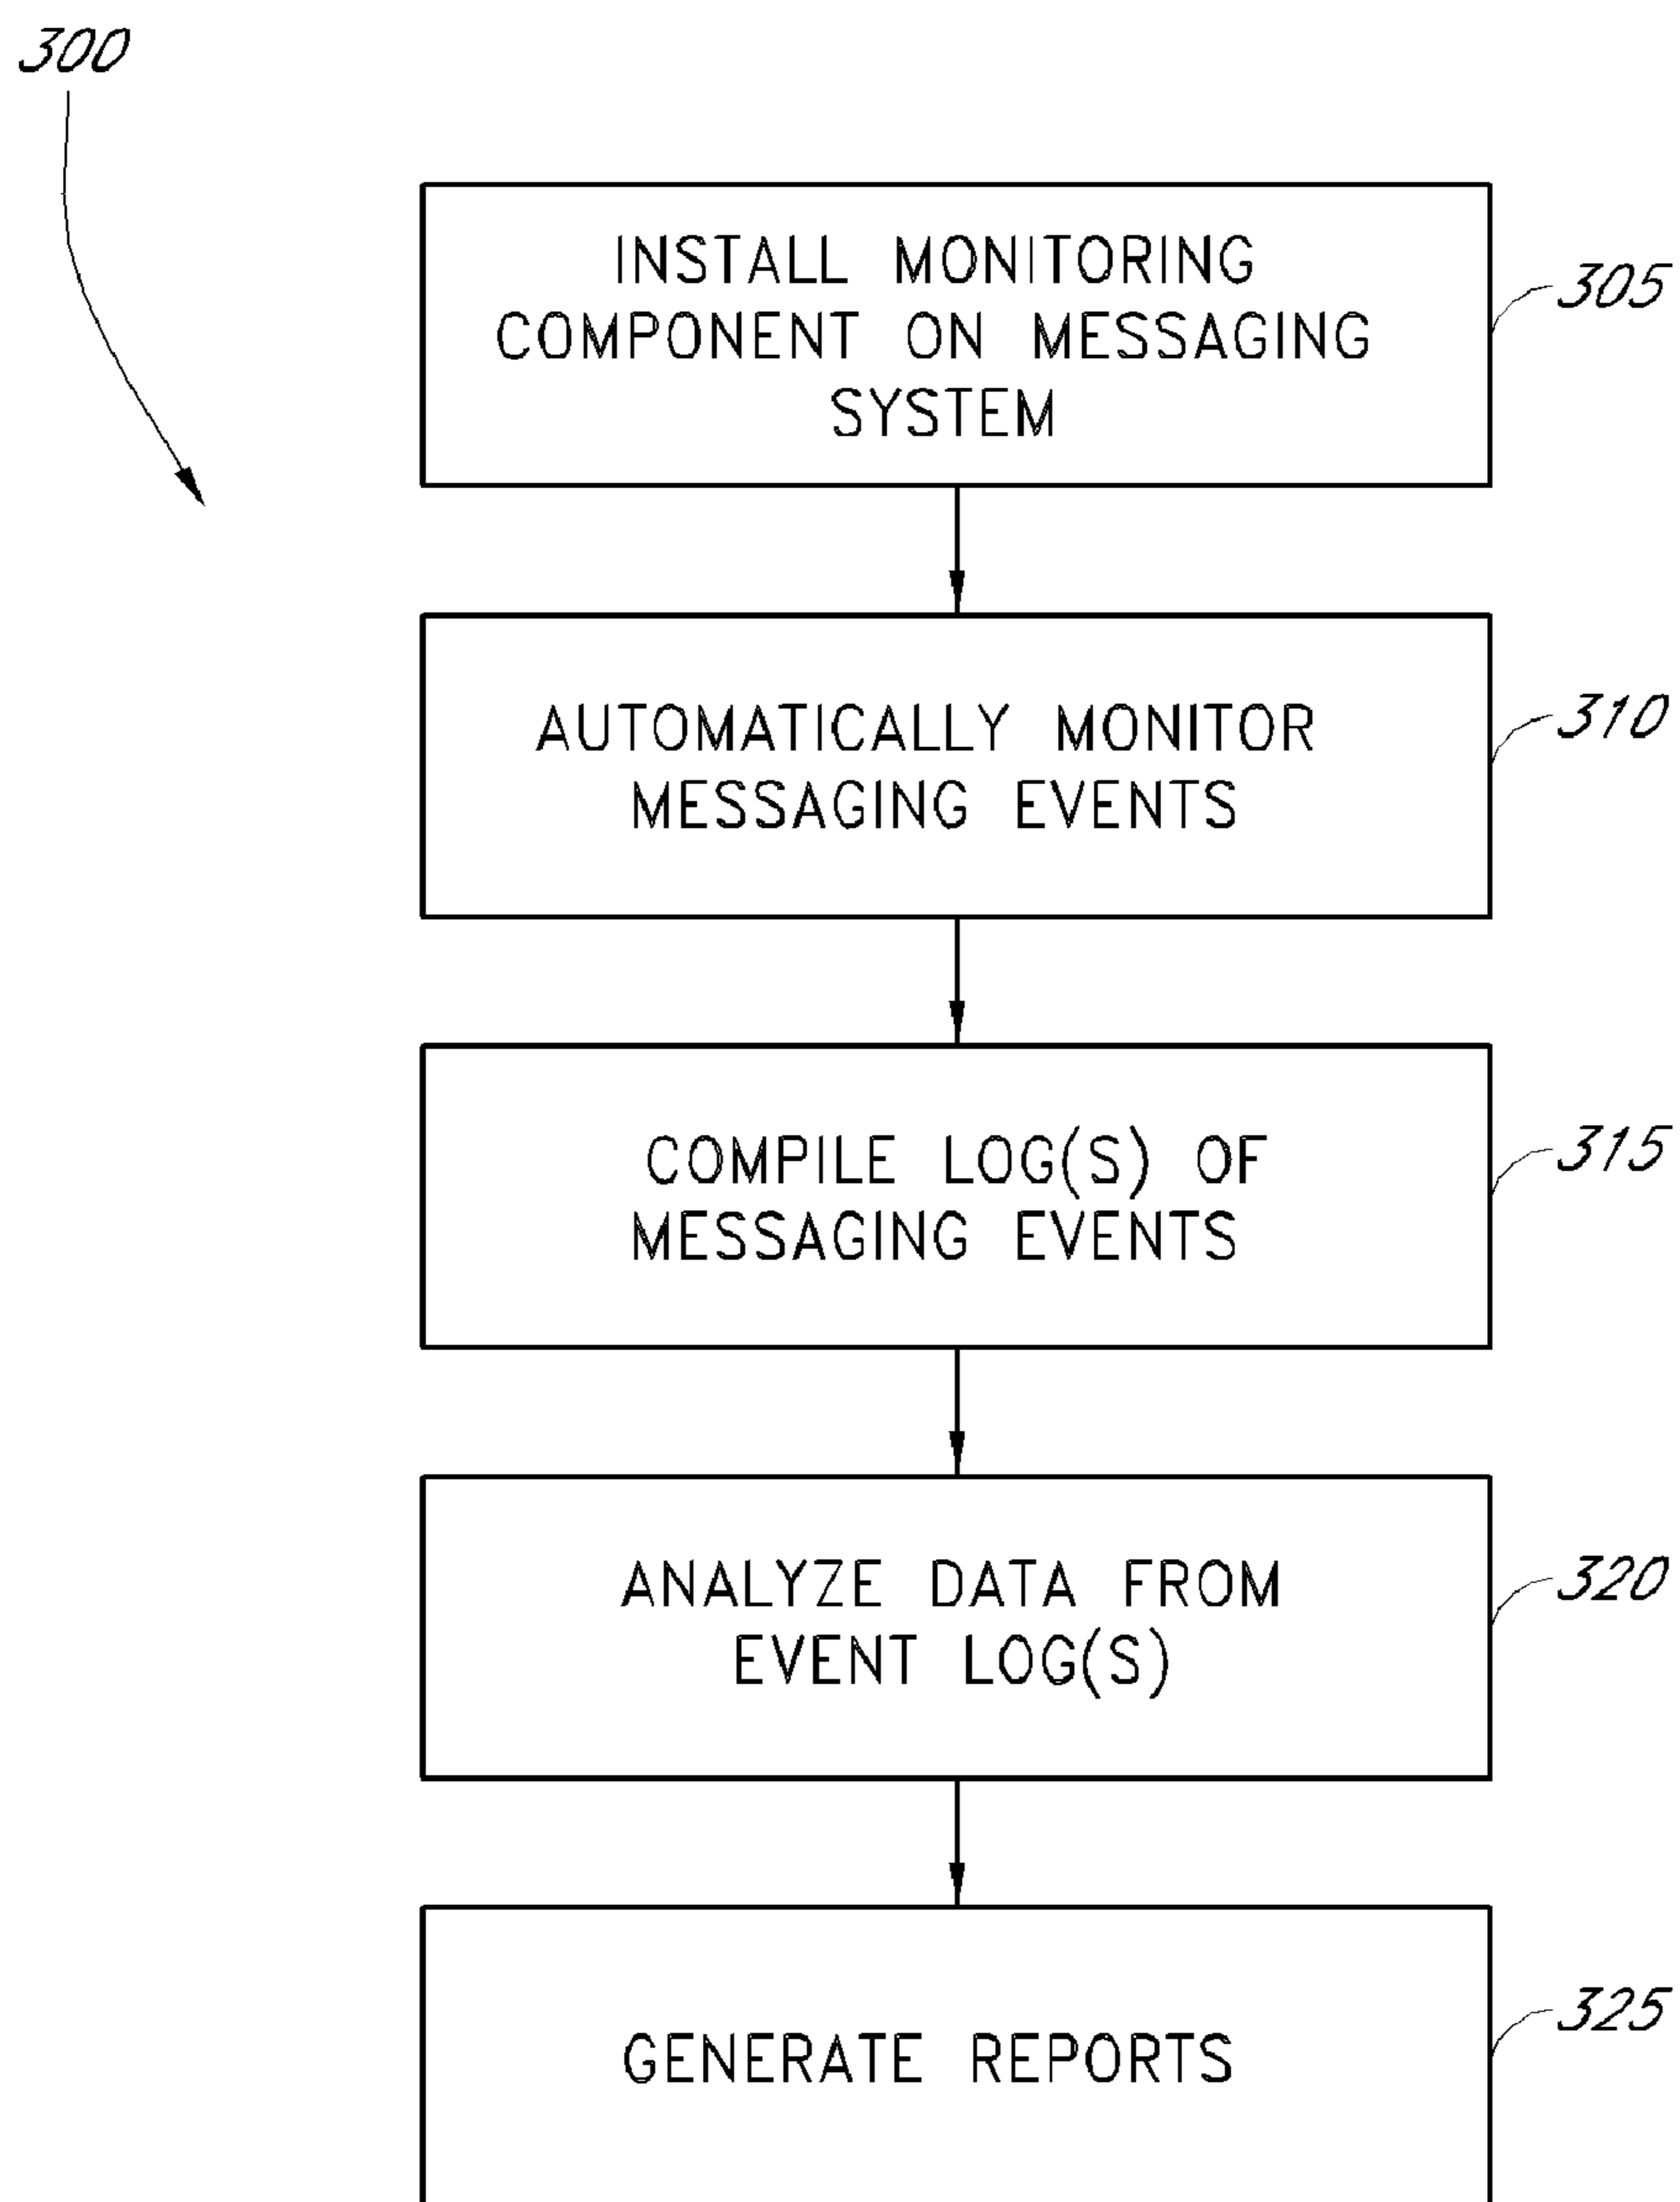 300
INSTALL MONITORING
COMPONENT ON MESSAGING
SYSTEM
305
AUTOMATICALLY MONITOR
MESSAGING EVENTS
310
COMPILE LOG(S) OF
MESSAGING EVENTS
315
ANALYZE DATA FROM
EVENT LOG(S)
320
GENERATE REPORTS
325